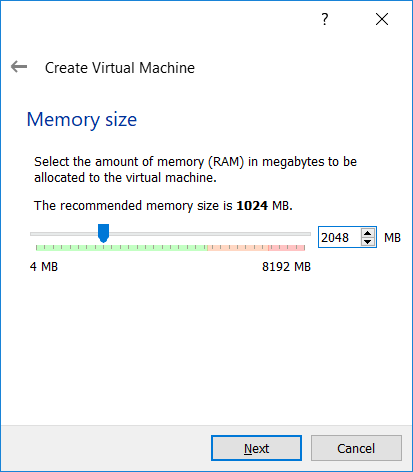 ?
Create Virtual Machine
Memory size
Select the amount of memory (RAM) in megabytes to be
allocated to the virtual machine.
The recommended memory size is 1024 MB.
2048 MB
4 MB 8192 MB
Next Cancel